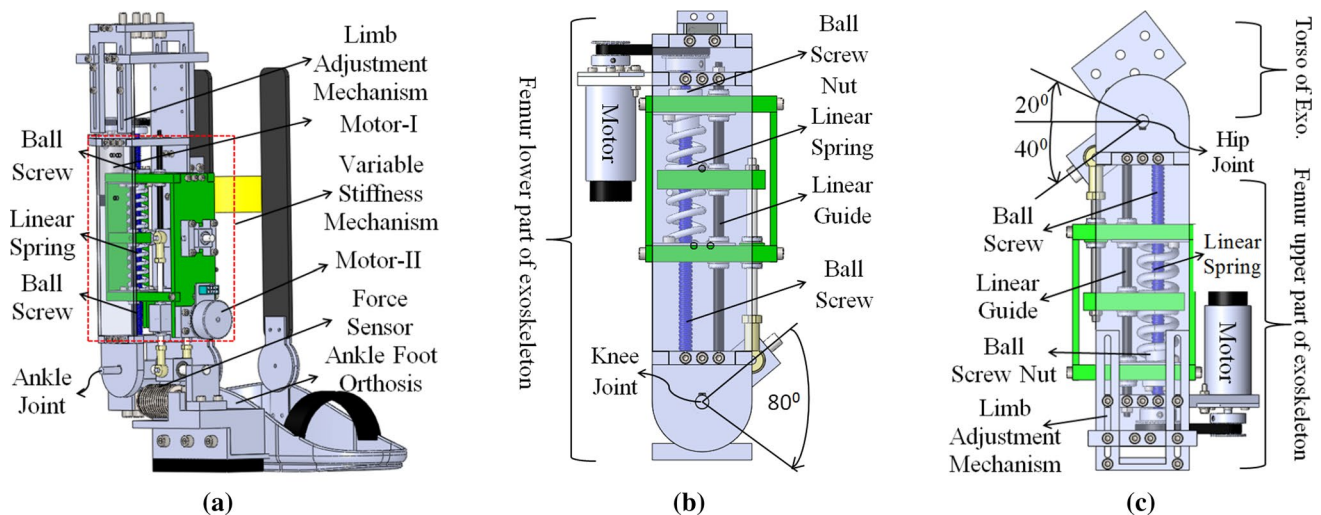 Limb
Adjustment
Mechanism
Motor-I
Ball
Screw
Variable
Stiffness
Mechanism
Linear
Spring
Motor-II
Ball
Screw
Force
Sensor
Ankle Foot
Orthosis
Ankle
Joint
(a)
Femur lower part of exoskeleton
Motor
Ball
Screw
Nut
Linear
Spring
Linear
Guide
Ball
Screw
Knee
Joint
80⁰
(b)
Torso of Exo.
20⁰
40⁰
Hip
Joint
Ball
Screw
Linear
Spring
Linear
Guide
Motor
Ball
Screw Nut
Limb
Adjustment
Mechanism
Femur upper part of exoskeleton
(c)